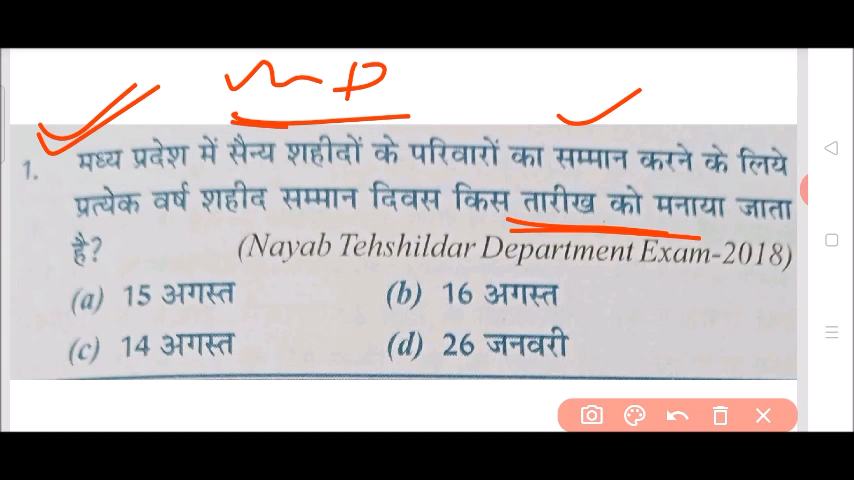 MP
1. मध्य प्रदेश में सैन्य शहीदों के परिवारों का सम्मान करने के लिये
प्रत्येक वर्ष शहीद सम्मान दिवस किस तारीख को मनाया जाता
है? (Nayab Tehshildar Department Exam-2018)
(a) 15 अगस्त (b) 16 अगस्त
(c) 14 अगस्त (d) 26 जनवरी